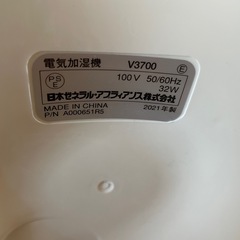 電気加湿機 V3700 E
PS
E
100V 50/60Hz
32W
日本ゼネラル・アプライアンス株式会社
MADE IN CHINA 2021年製
P/N A000651RS